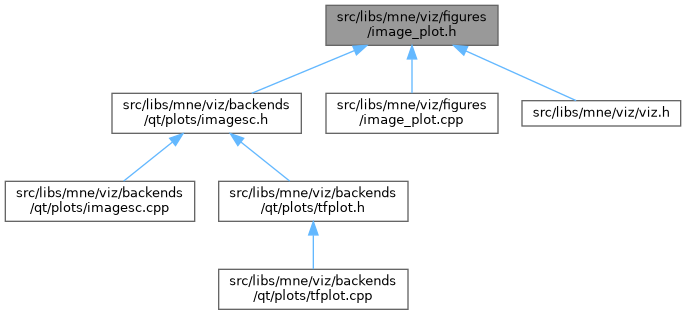 src/libs/mne/viz/figures
/image_plot.h
src/libs/mne/viz/backends
/qt/plots/imagesc.h
src/libs/mne/viz/figures
/image_plot.cpp
src/libs/mne/viz/viz.h
src/libs/mne/viz/backends
/qt/plots/imagesc.cpp
src/libs/mne/viz/backends
/qt/plots/tfplot.h
src/libs/mne/viz/backends
/qt/plots/tfplot.cpp